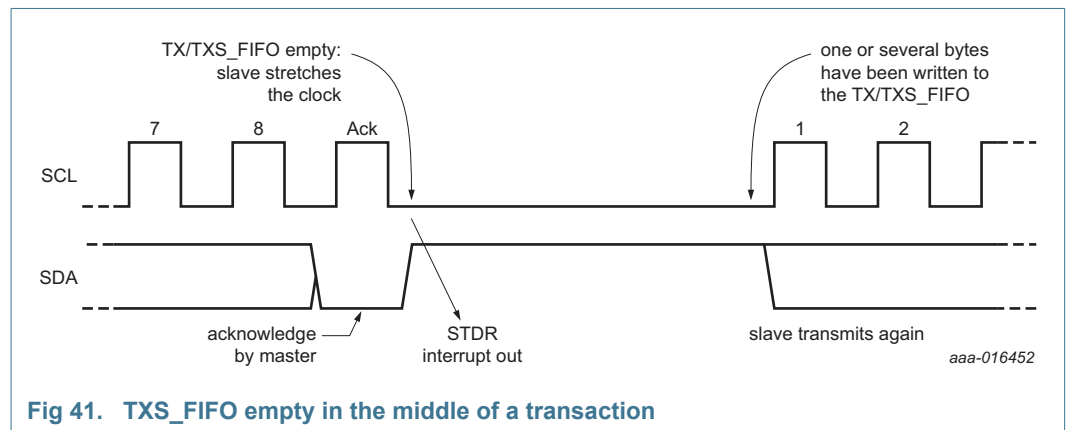 TX/TXS_FIFO empty:
slave stretches
the clock
one or several bytes
have been written to
the TX/TXS_FIFO
7
8
Ack
1
2
SCL
SDA
acknowledge
by master
STDR
interrupt out
slave transmits again
aaa-016452
Fig 41. TXS_FIFO empty in the middle of a transaction